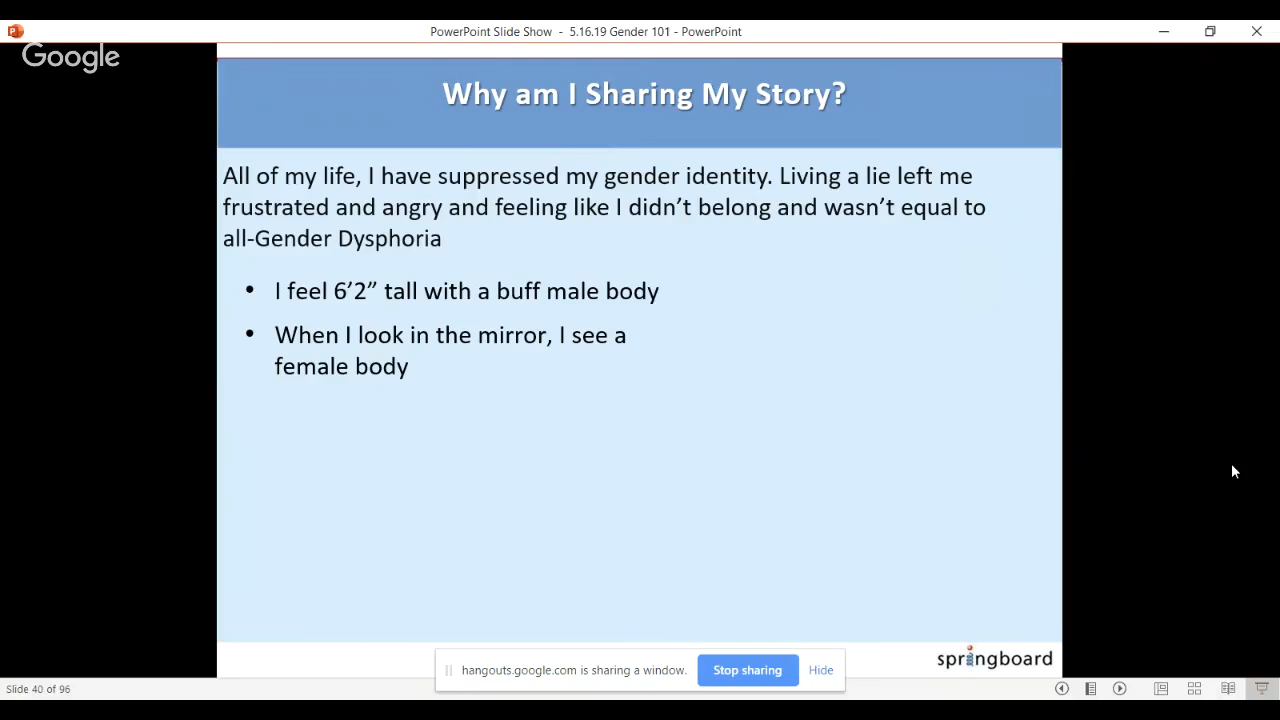 PowerPoint Slide Show - 5.16.19 Gender 101 - PowerPoint
Google
Why am I Sharing My Story?
All of my life, I have suppressed my gender identity. Living a lie left me
frustrated and angry and feeling like I didn’t belong and wasn’t equal to
all-Gender Dysphoria
• I feel 6’2” tall with a buff male body
• When I look in the mirror, I see a
female body
springboard
hangouts.google.com is sharing a window.
Stop sharing
Hide
Slide 40 of 96